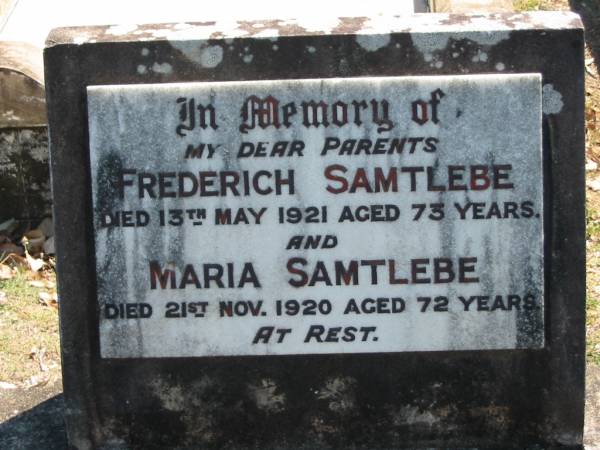 In Memory of
MY DEAR PARENTS
FREDERICH SAMTLEBE
DIED 13TH MAY 1921 AGED 73 YEARS.
AND
MARIA SAMTLEBE
DIED 21ST NOV. 1920 AGED 72 YEARS
AT REST.